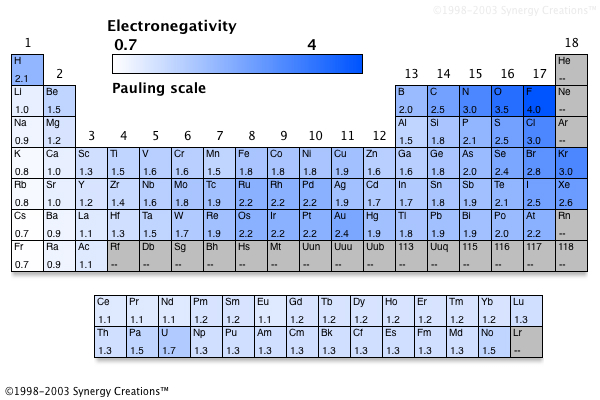 ©1998-2003 Synergy Creations™
Electronegativity
0.7 4
Pauling scale
1 18
H He
2.1 --
2 13 14 15 16 17
Li Be B C N O F Ne
1.0 1.5 2.0 2.5 3.0 3.5 4.0 --
Na Mg Al Si P S Cl Ar
0.9 1.2 1.5 1.8 2.1 2.5 3.0 --
3 4 5 6 7 8 9 10 11 12
K Ca Sc Ti V Cr Mn Fe Co Ni Cu Zn Ga Ge As Se Br Kr
0.8 1.0 1.3 1.5 1.6 1.6 1.5 1.8 1.8 1.8 1.9 1.6 1.6 1.8 2.0 2.4 2.8 3.0
Rb Sr Y Zr Nb Mo Tc Ru Rh Pd Ag Cd In Sn Sb Te I Xe
0.8 1.0 1.2 1.4 1.6 1.8 1.9 2.2 2.2 2.2 1.9 1.7 1.7 1.8 1.9 2.1 2.5 2.6
Cs Ba La Hf Ta W Re Os Ir Pt Au Hg Tl Pb Bi Po At Rn
0.7 0.9 1.1 1.3 1.5 1.7 1.9 2.2 2.2 2.2 2.4 1.9 1.8 1.9 1.9 2.0 2.2 --
Fr Ra Ac Rf Db Sg Bh Hs Mt Uun Uuu Uub 113 Uuq 115 116 117 118
0.7 0.9 1.1 -- -- -- -- -- -- -- -- -- -- -- -- -- -- --
Ce Pr Nd Pm Sm Eu Gd Tb Dy Ho Er Tm Yb Lu
1.1 1.1 1.1 1.2 1.2 1.1 1.2 1.2 1.2 1.2 1.2 1.2 1.2 1.3
Th Pa U Np Pu Am Cm Bk Cf Es Fm Md No Lr
1.3 1.5 1.7 1.3 1.3 1.3 1.3 1.3 1.3 1.3 1.3 1.3 1.5 --
©1998-2003 Synergy Creations™